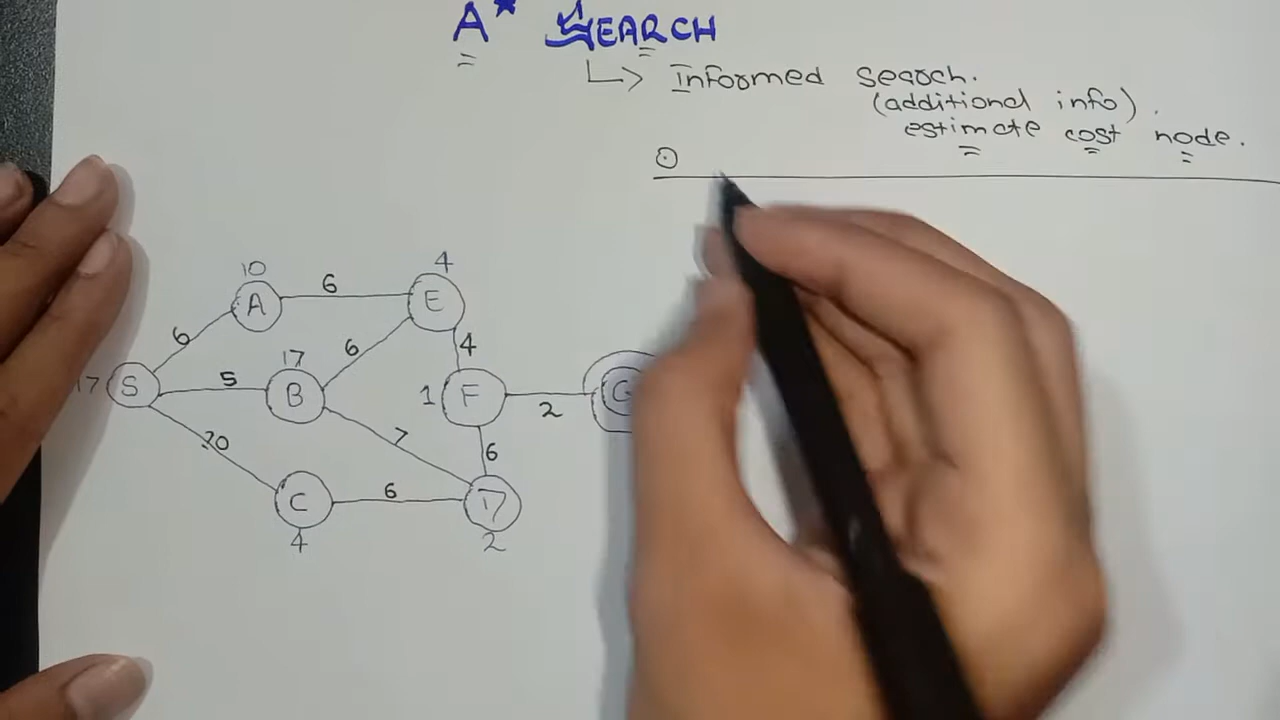 A* SEARCH
↳ Informed search.
(additional info).
estimate cost node.
10
4
A
6
E
6
6
4
17
17
S
5
B
1
F
2
G
20
7
6
C
6
D
4
2